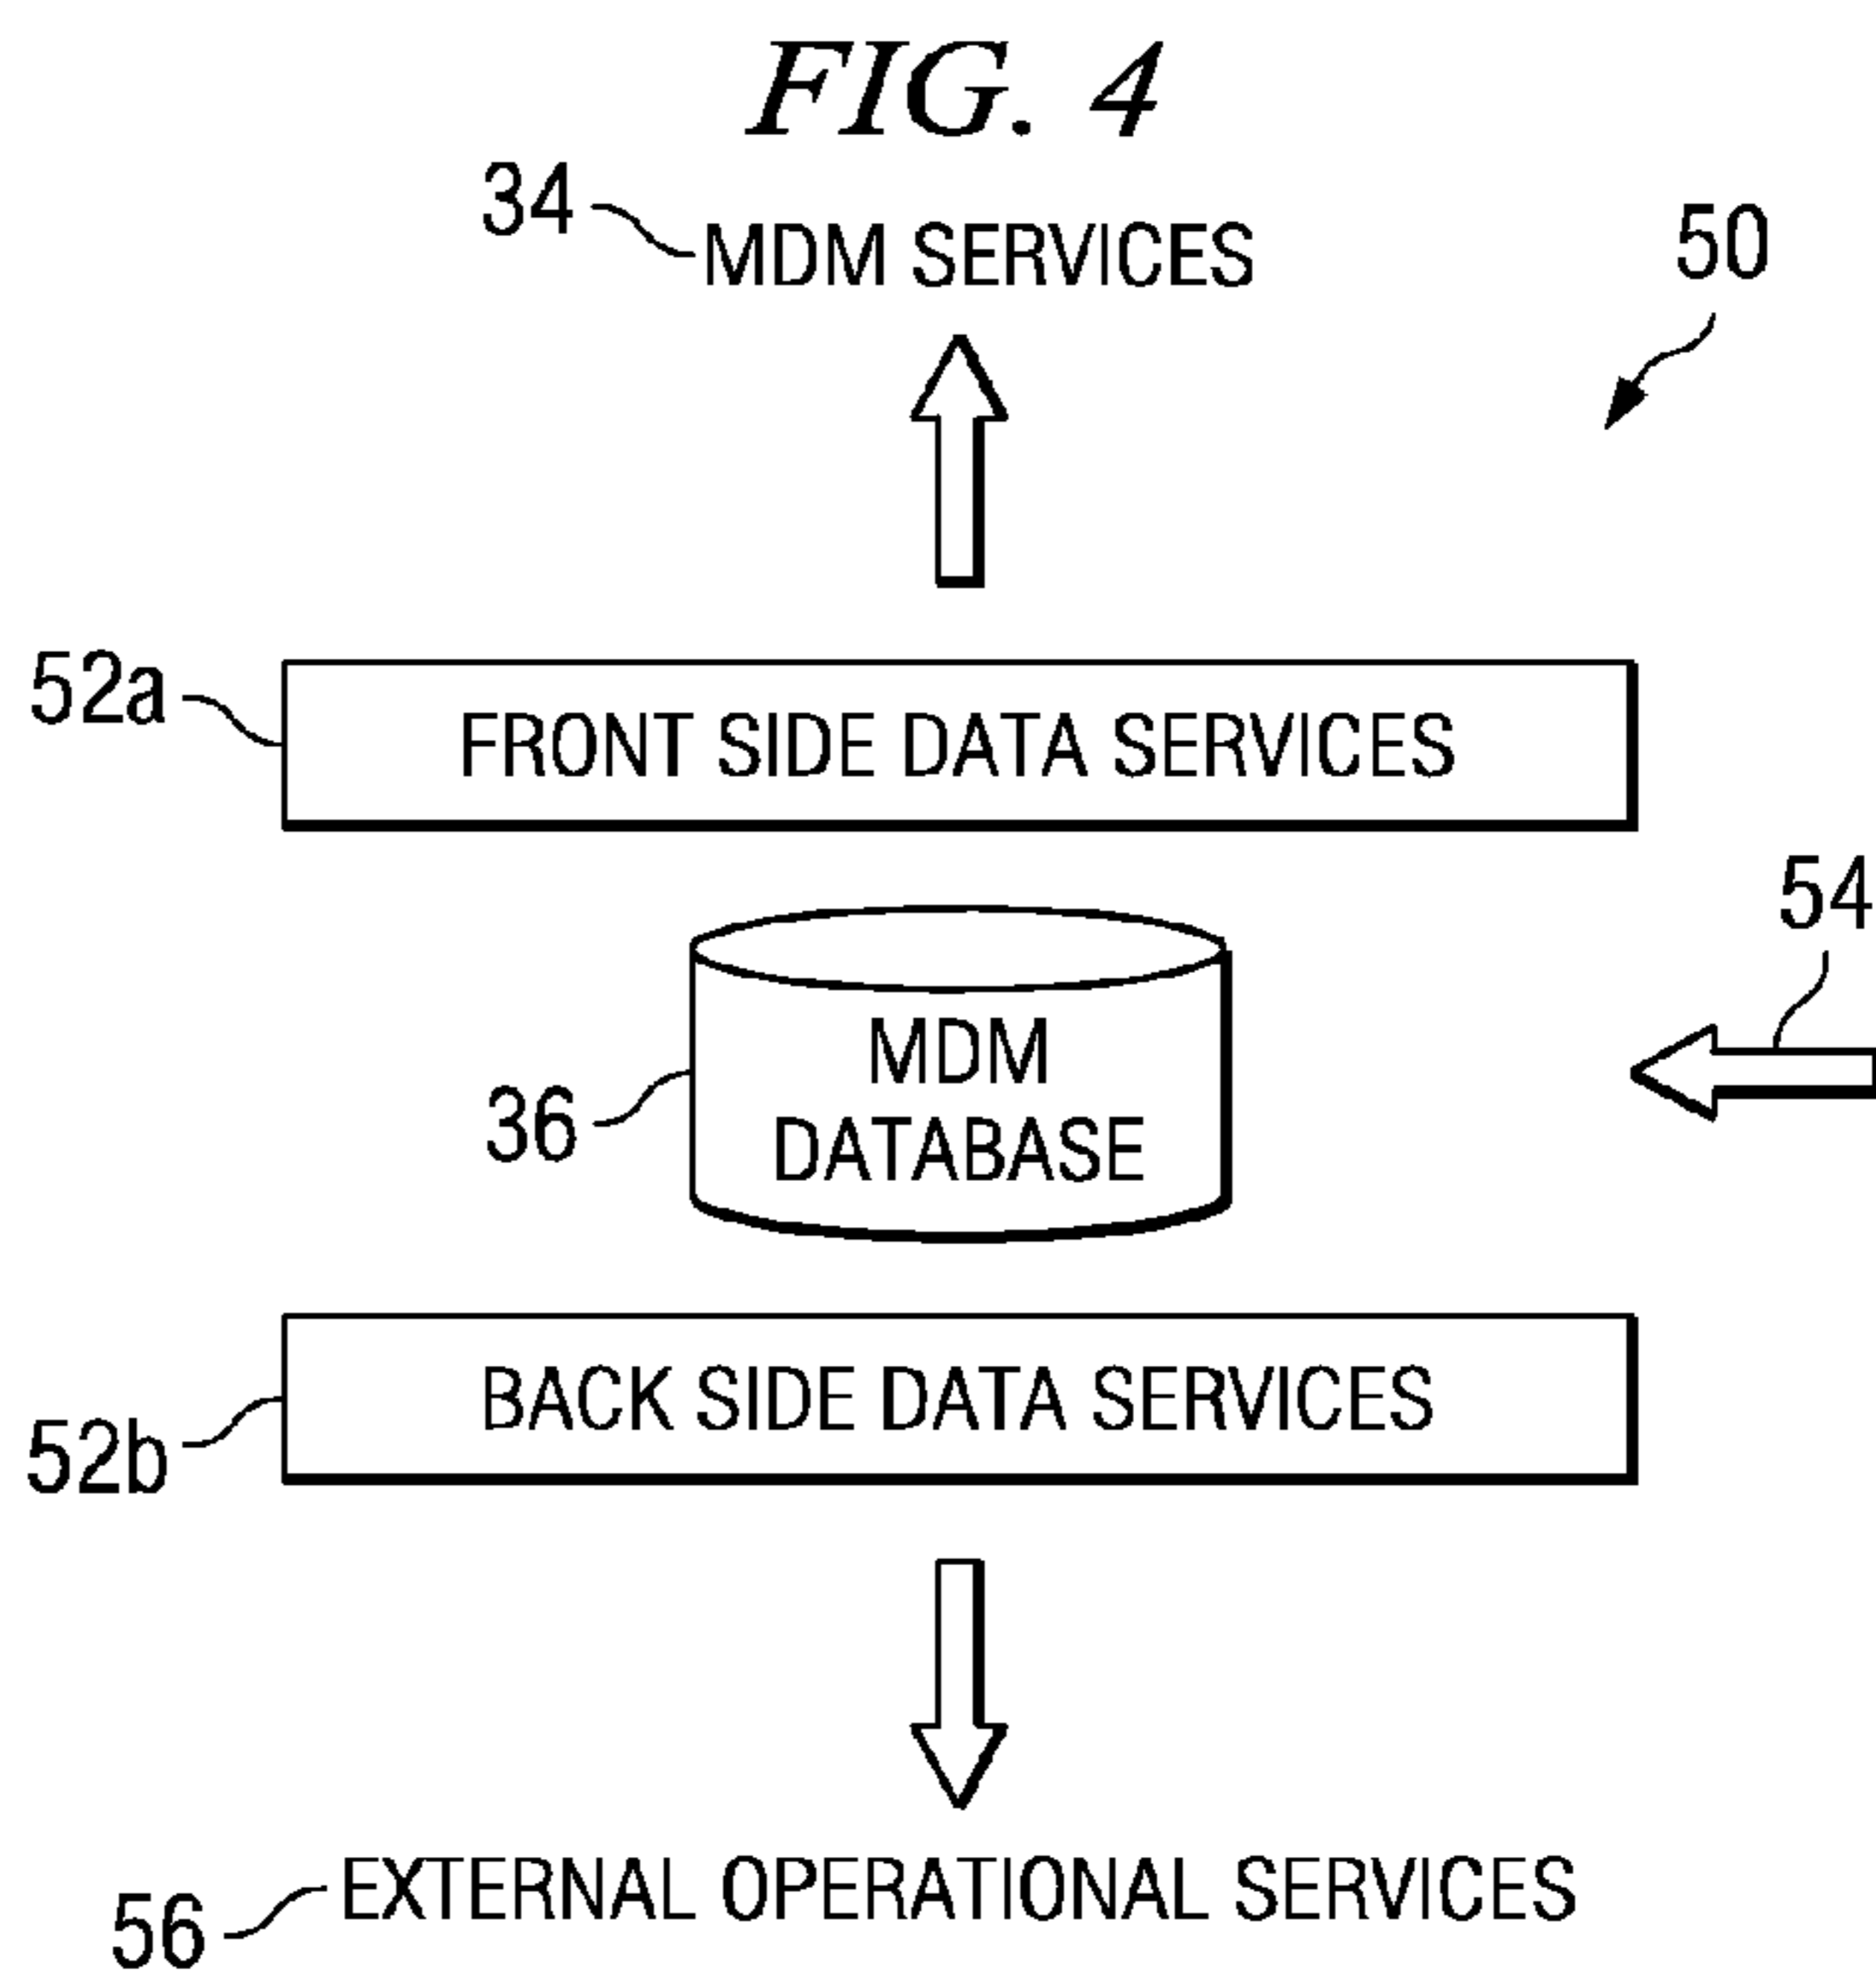 FIG. 4
34
MDM SERVICES
50
52a
FRONT SIDE DATA SERVICES
54
MDM
DATABASE
36
BACK SIDE DATA SERVICES
52b
EXTERNAL OPERATIONAL SERVICES
56